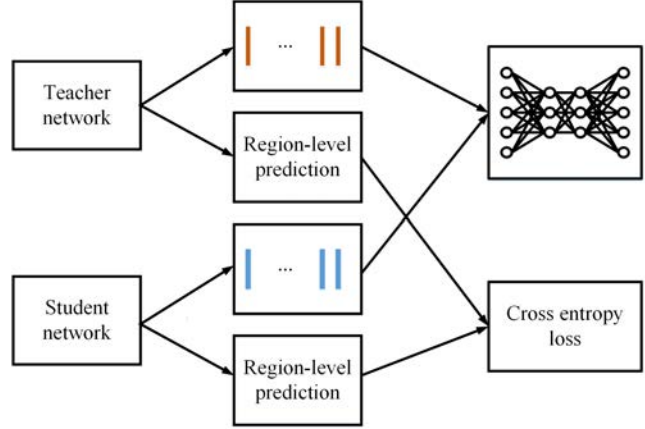 ...
Teacher
network
Region-level
prediction
...
Student
network
Region-level
prediction
Cross entropy
loss